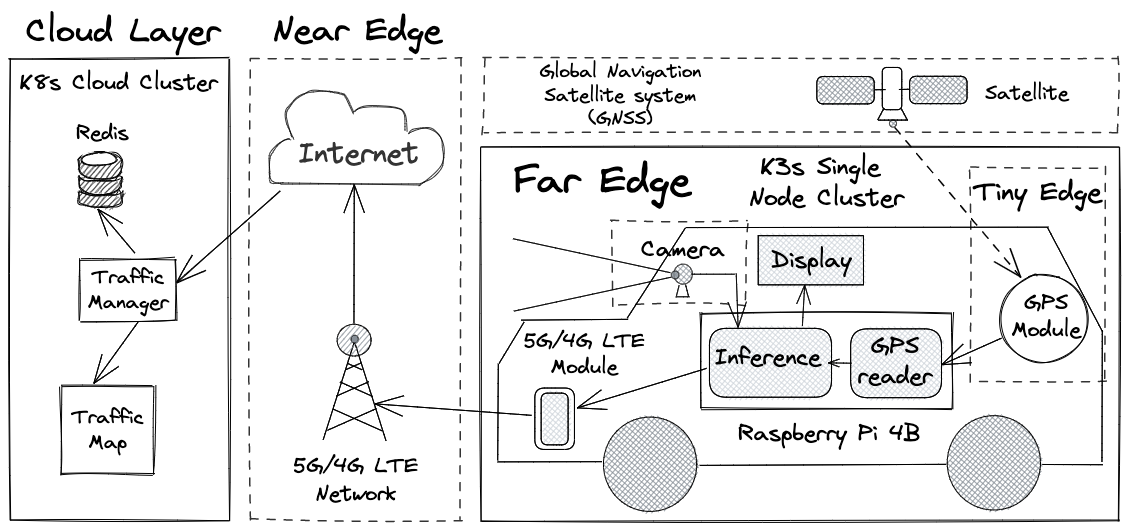 Cloud Layer
K8s Cloud Cluster
Redis
Traffic
Manager
Traffic
Map
Near Edge
Internet
5G/4G LTE
Network
Global Navigation
Satellite system
(GNSS)
Satellite
Far Edge
K3s Single
Node Cluster
Tiny Edge
Camera
Display
GPS
Module
5G/4G LTE
Module
Inference
GPS
reader
Raspberry Pi 4B